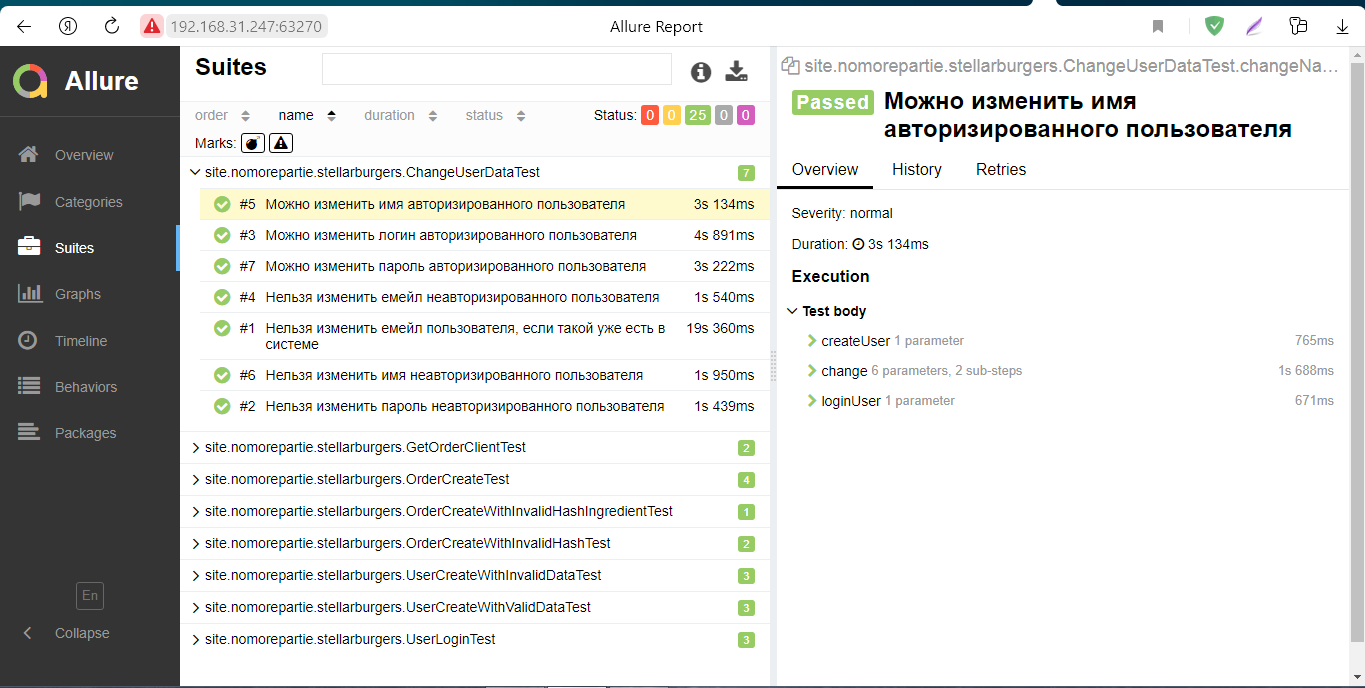 192.168.31.247:63270
Allure Report
Allure
Overview
Categories
Suites
Graphs
Timeline
Behaviors
Packages
En
Collapse
Suites
order name duration status Status: 0 0 25 0 0
Marks:
site.nomorepartie.stellarburgers.ChangeUserDataTest 7
#5 Можно изменить имя авторизированного пользователя 3s 134ms
#3 Можно изменить логин авторизированного пользователя 4s 891ms
#7 Можно изменить пароль авторизированного пользователя 3s 222ms
#4 Нельзя изменить емейл неавторизированного пользователя 1s 540ms
#1 Нельзя изменить емейл пользователя, если такой уже есть в 19s 360ms
системе
#6 Нельзя изменить имя неавторизированного пользователя 1s 950ms
#2 Нельзя изменить пароль неавторизированного пользователя 1s 439ms
site.nomorepartie.stellarburgers.GetOrderClientTest 2
site.nomorepartie.stellarburgers.OrderCreateTest 4
site.nomorepartie.stellarburgers.OrderCreateWithInvalidHashIngredientTest 1
site.nomorepartie.stellarburgers.OrderCreateWithInvalidHashTest 2
site.nomorepartie.stellarburgers.UserCreateWithInvalidDataTest 3
site.nomorepartie.stellarburgers.UserCreateWithValidDataTest 3
site.nomorepartie.stellarburgers.UserLoginTest 3
site.nomorepartie.stellarburgers.ChangeUserDataTest.changeNa...
Passed Можно изменить имя
авторизированного пользователя
Overview History Retries
Severity: normal
Duration: 3s 134ms
Execution
Test body
createUser 1 parameter 765ms
change 6 parameters, 2 sub-steps 1s 688ms
loginUser 1 parameter 671ms